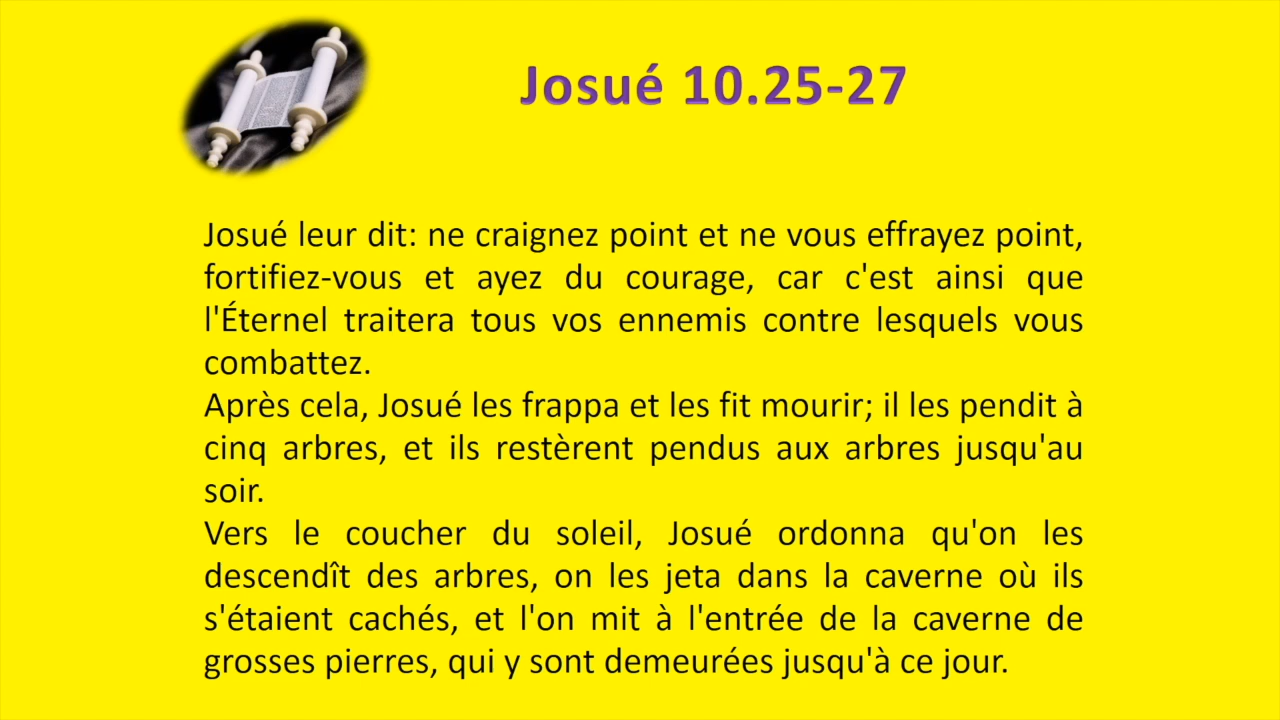 Josué 10.25-27
Josué leur dit: ne craignez point et ne vous effrayez point,
fortifiez-vous et ayez du courage, car c'est ainsi que
l'Éternel traitera tous vos ennemis contre lesquels vous
combattez.
Après cela, Josué les frappa et les fit mourir; il les pendit à
cinq arbres, et ils restèrent pendus aux arbres jusqu'au
soir.
Vers le coucher du soleil, Josué ordonna qu'on les
descendît des arbres, on les jeta dans la caverne où ils
s'étaient cachés, et l'on mit à l'entrée de la caverne de
grosses pierres, qui y sont demeurées jusqu'à ce jour.